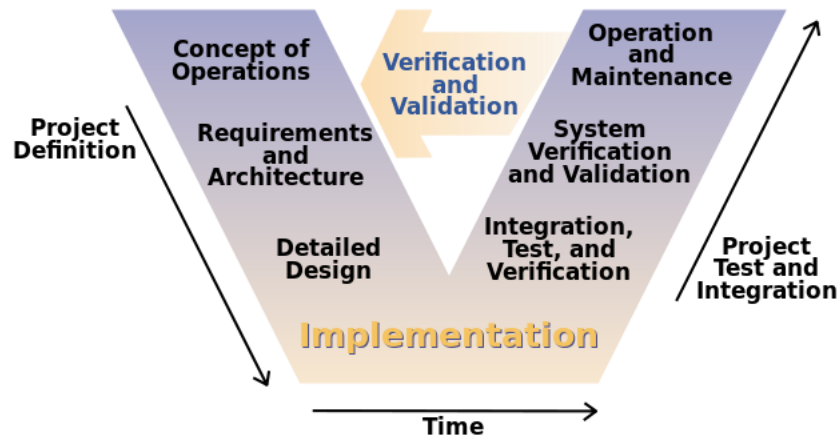 Concept of
Operations
Verification
and
Validation
Operation
and
Maintenance
Project
Definition
Requirements
and
Architecture
System
Verification
and Validation
Detailed
Design
Integration,
Test, and
Verification
Project
Test and
Integration
Implementation
Time